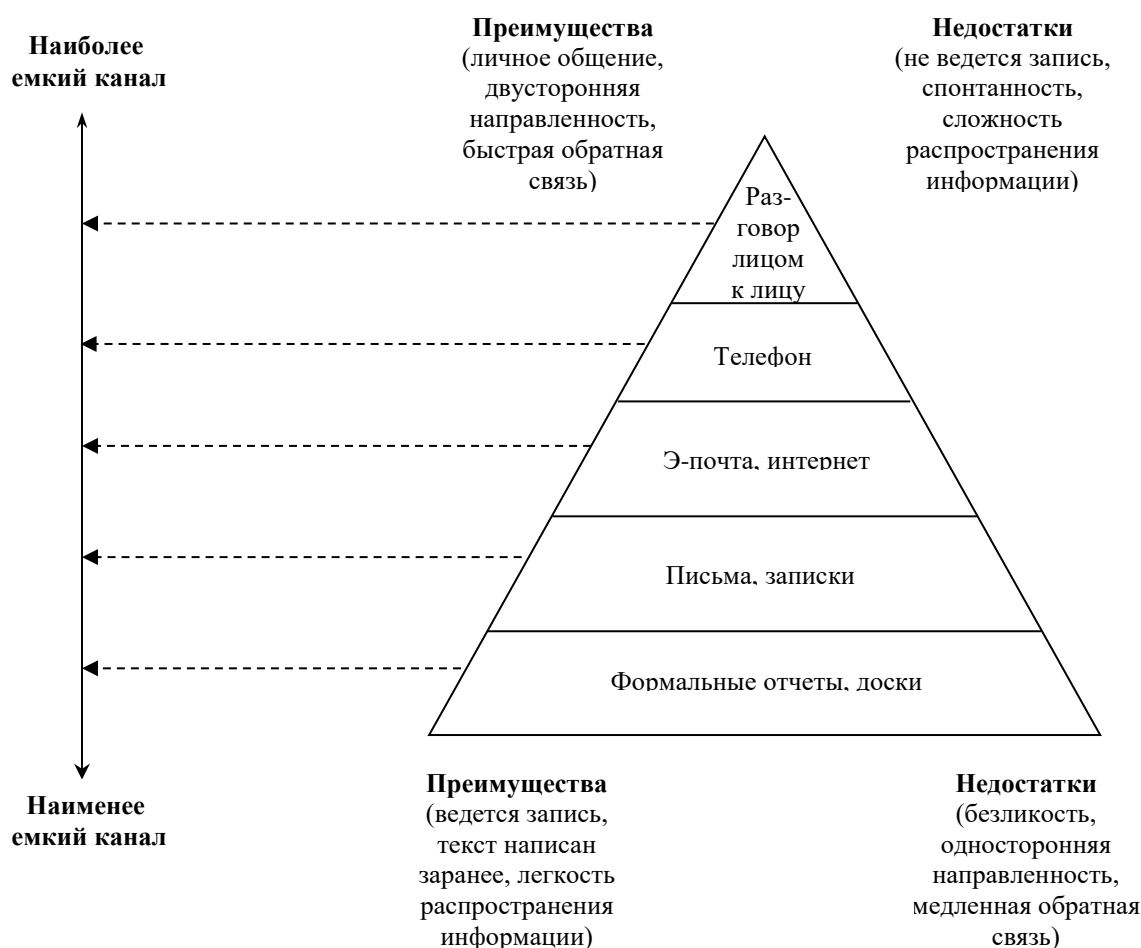 Наиболее
емкий канал
Преимущества
(личное общение,
двусторонняя
направленность,
быстрая обратная
связь)
Недостатки
(не ведется запись,
спонтанность,
сложность
распространения
информации)
Раз-
говор
лицом
к лицу
Телефон
Э-почта, интернет
Письма, записки
Формальные отчеты, доски
Наименее
емкий канал
Преимущества
(ведется запись,
текст написан
заранее, легкость
распространения
информации)
Недостатки
(безликость,
односторонняя
направленность,
медленная обратная
связь)